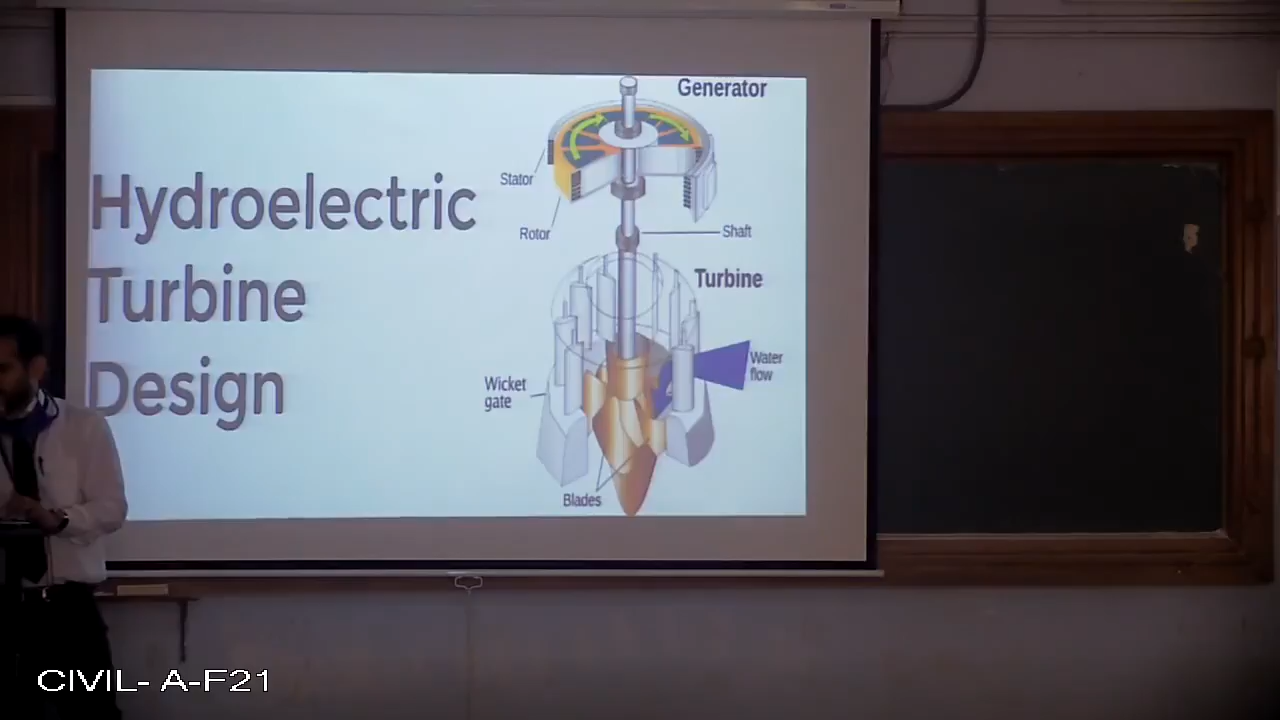 Hydroelectric
Turbine
Design
Generator
Stator
Rotor
Shaft
Turbine
Water
flow
Wicket
gate
Blades
CIVIL- A-F21